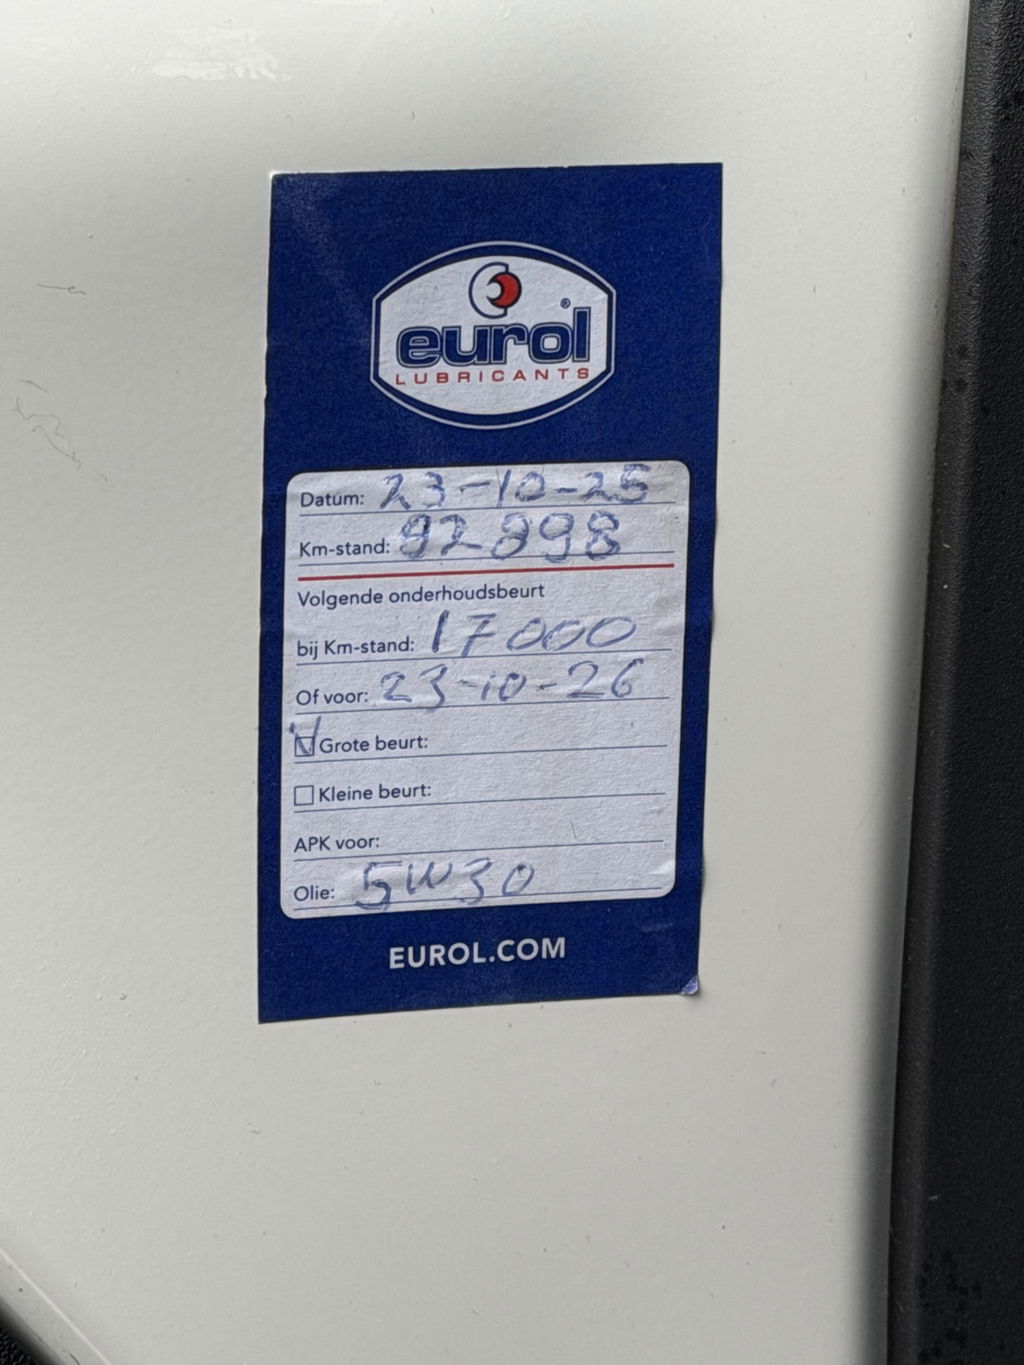 eurol®
LUBRICANTS
Datum: 23-10-25
Km-stand: 92898
Volgende onderhoudsbeurt
bij Km-stand: 17000
Of voor: 23-10-26
Grote beurt:
Kleine beurt:
APK voor:
Olie: 5W30
EUROL.COM